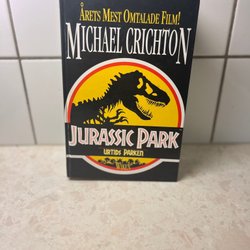 ÅRETS MEST OMTALADE FILM!
MICHAEL CRICHTON
JURASSIC PARK
URTIDS PARKEN